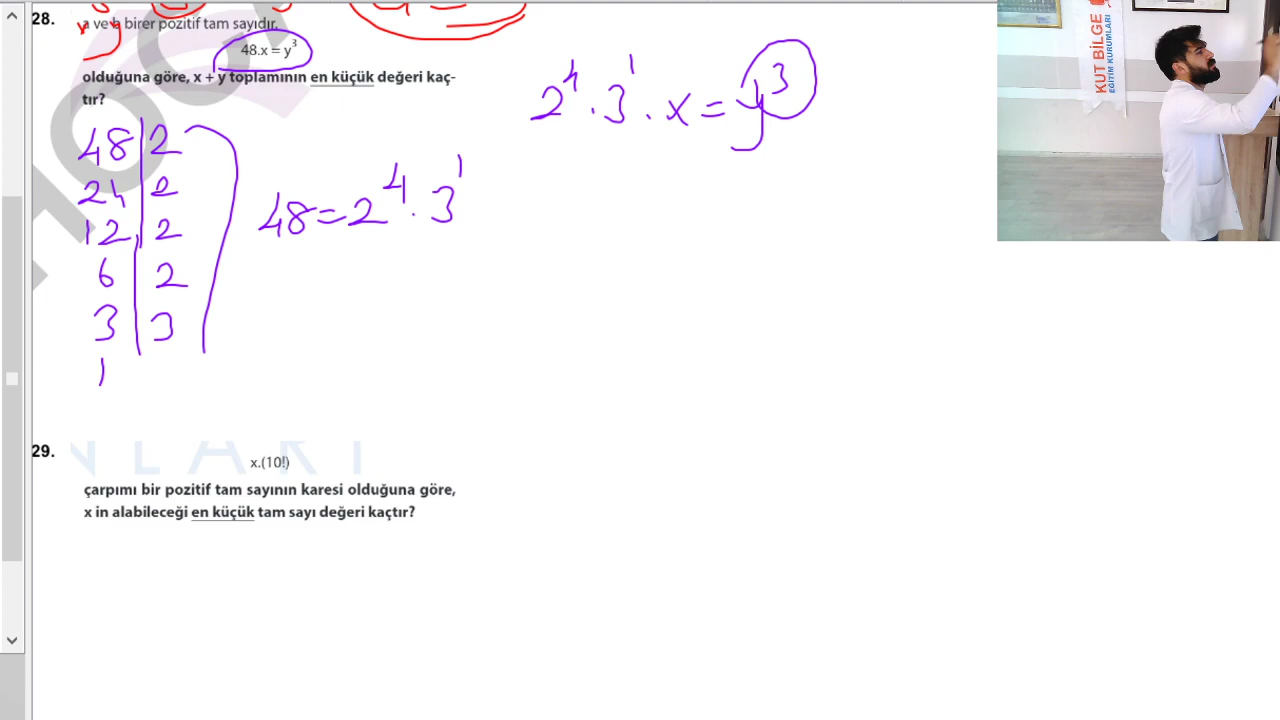 28.
a ve b birer pozitif tam sayıdır.
x y
48.x = y³
olduğuna göre, x + y toplamının en küçük değeri kaç-
tır?
48 | 2
24 | 2
12 | 2
6 | 2
3 | 3
1
48=2⁴.3¹
2⁴.3¹.x=y³
29.
x.(10!)
çarpımı bir pozitif tam sayının karesi olduğuna göre,
x in alabileceği en küçük tam sayı değeri kaçtır?
KUT BİLGE
EĞİTİM KURUMLARI